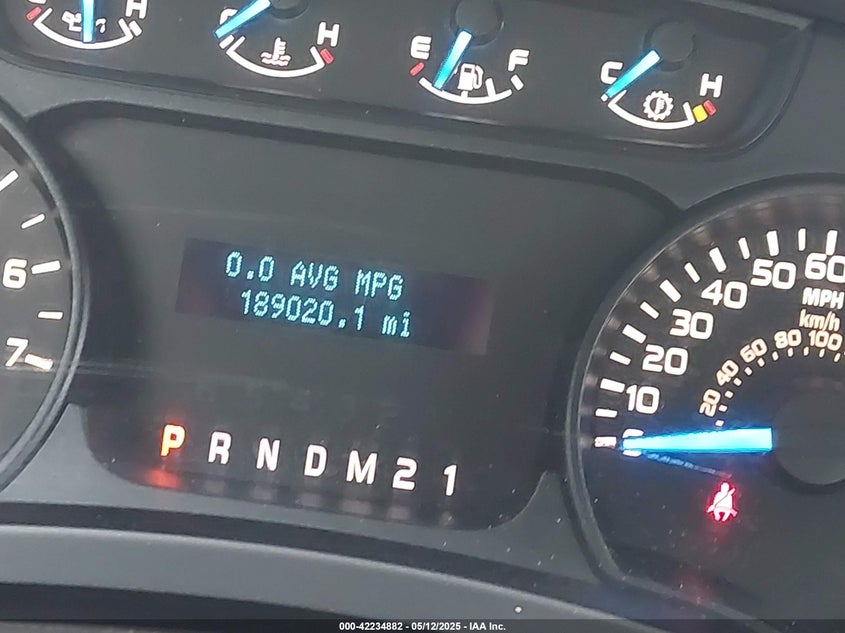 H
C H
E F
C H
0.0 AVG MPG
189020.1 mi
P R N D M 2 1
6
7
0 10 20 30 40 50 60
MPH
km/h
20 40 60 80 100
000-42234882 - 05/12/2025 - IAA Inc.